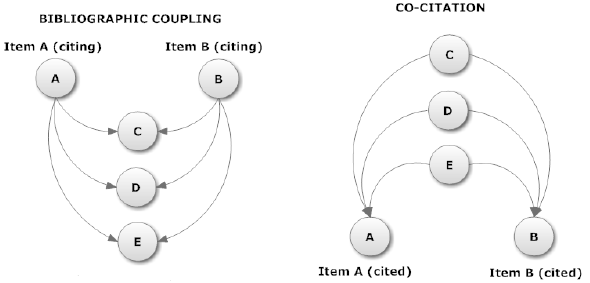 BIBLIOGRAPHIC COUPLING
Item A (citing) Item B (citing)
A B
C
D
E
CO-CITATION
C
D
E
A B
Item A (cited) Item B (cited)